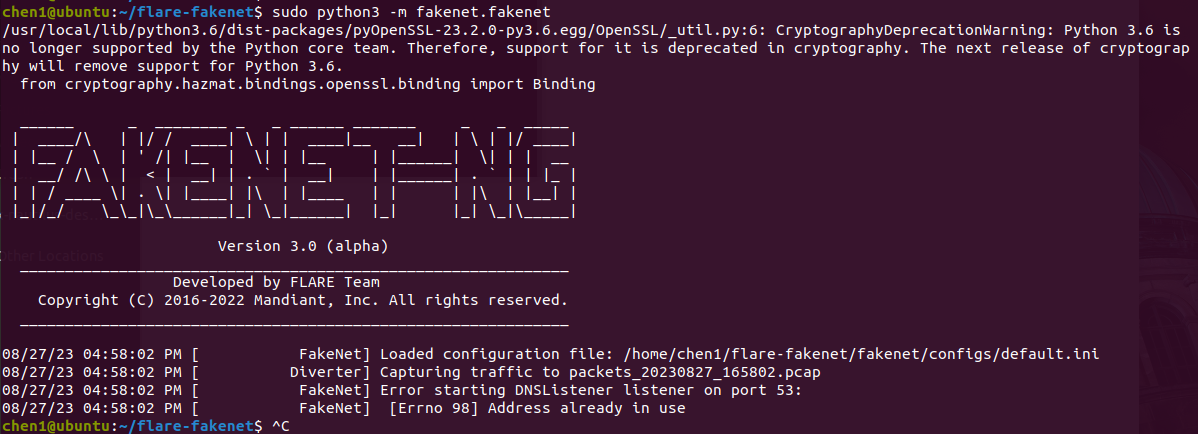 chen1@ubuntu:~/flare-fakenet$ sudo python3 -m fakenet.fakenet
/usr/local/lib/python3.6/dist-packages/pyOpenSSL-23.2.0-py3.6.egg/OpenSSL/_util.py:6: CryptographyDeprecationWarning: Python 3.6 is
no longer supported by the Python core team. Therefore, support for it is deprecated in cryptography. The next release of cryptograp
hy will remove support for Python 3.6.
from cryptography.hazmat.bindings.openssl.binding import Binding
FAKENET-NG
Version 3.0 (alpha)
Developed by FLARE Team
Copyright (C) 2016-2022 Mandiant, Inc. All rights reserved.
08/27/23 04:58:02 PM [ FakeNet] Loaded configuration file: /home/chen1/flare-fakenet/fakenet/configs/default.ini
08/27/23 04:58:02 PM [ Diverter] Capturing traffic to packets_20230827_165802.pcap
08/27/23 04:58:02 PM [ FakeNet] Error starting DNSListener listener on port 53:
08/27/23 04:58:02 PM [ FakeNet] [Errno 98] Address already in use
chen1@ubuntu:~/flare-fakenet$ ^C